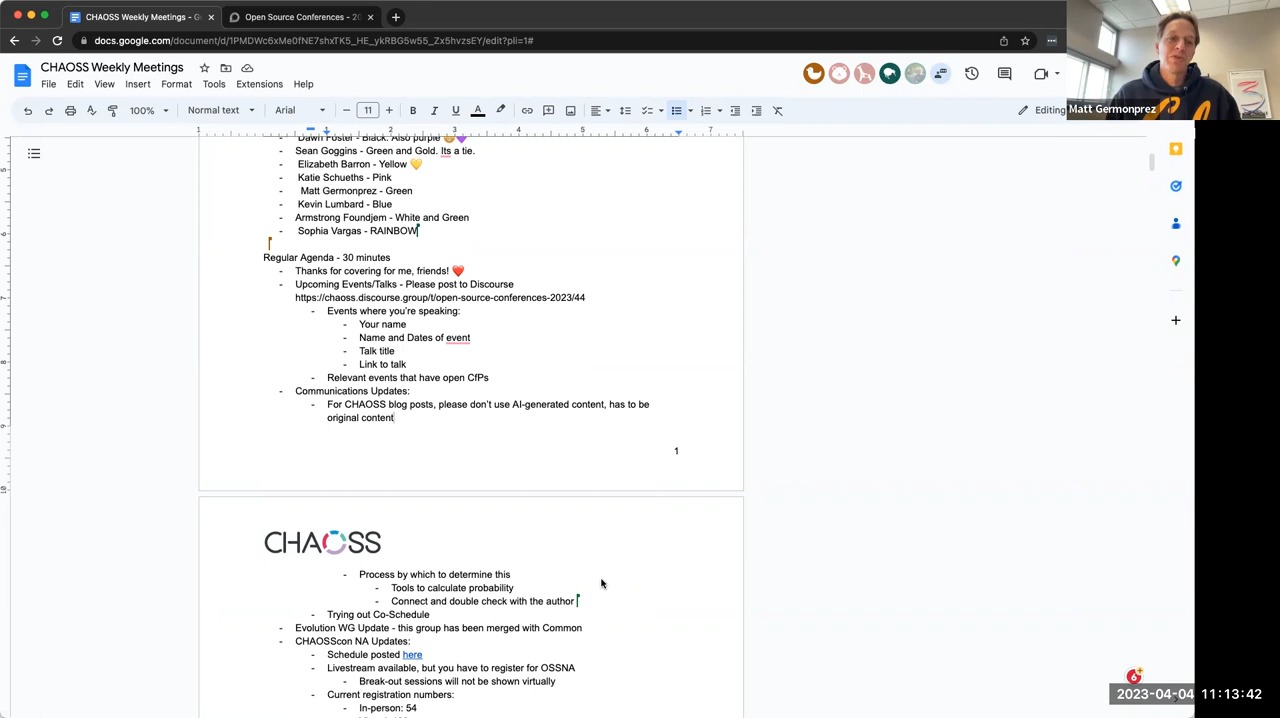 CHAOSS Weekly Meetings - G
Open Source Conferences - 20
docs.google.com/document/d/1PMDWc6xMe0fNE7shxTK5_HE_ykRBG5w55_Zx5hvzsEY/edit?pli=1#
CHAOSS Weekly Meetings
File Edit View Insert Format Tools Extensions Help
100% Normal text Arial 11 Editing
Matt Germonprez
1 1 2 3 4 5 6 7
Dawn Foster - Black. Also purple 🖤💜
- Sean Goggins - Green and Gold. Its a tie.
- Elizabeth Barron - Yellow 💛
- Katie Schueths - Pink
- Matt Germonprez - Green
- Kevin Lumbard - Blue
- Armstrong Foundjem - White and Green
- Sophia Vargas - RAINBOW
Regular Agenda - 30 minutes
- Thanks for covering for me, friends! ❤️
- Upcoming Events/Talks - Please post to Discourse
https://chaoss.discourse.group/t/open-source-conferences-2023/44
- Events where you're speaking:
- Your name
- Name and Dates of event
- Talk title
- Link to talk
- Relevant events that have open CfPs
- Communications Updates:
- For CHAOSS blog posts, please don't use AI-generated content, has to be
original content
1
CHAOSS
- Process by which to determine this
- Tools to calculate probability
- Connect and double check with the author
- Trying out Co-Schedule
- Evolution WG Update - this group has been merged with Common
- CHAOSScon NA Updates:
- Schedule posted here
- Livestream available, but you have to register for OSSNA
- Break-out sessions will not be shown virtually
- Current registration numbers:
- In-person: 54
2023-04-04 11:13:42